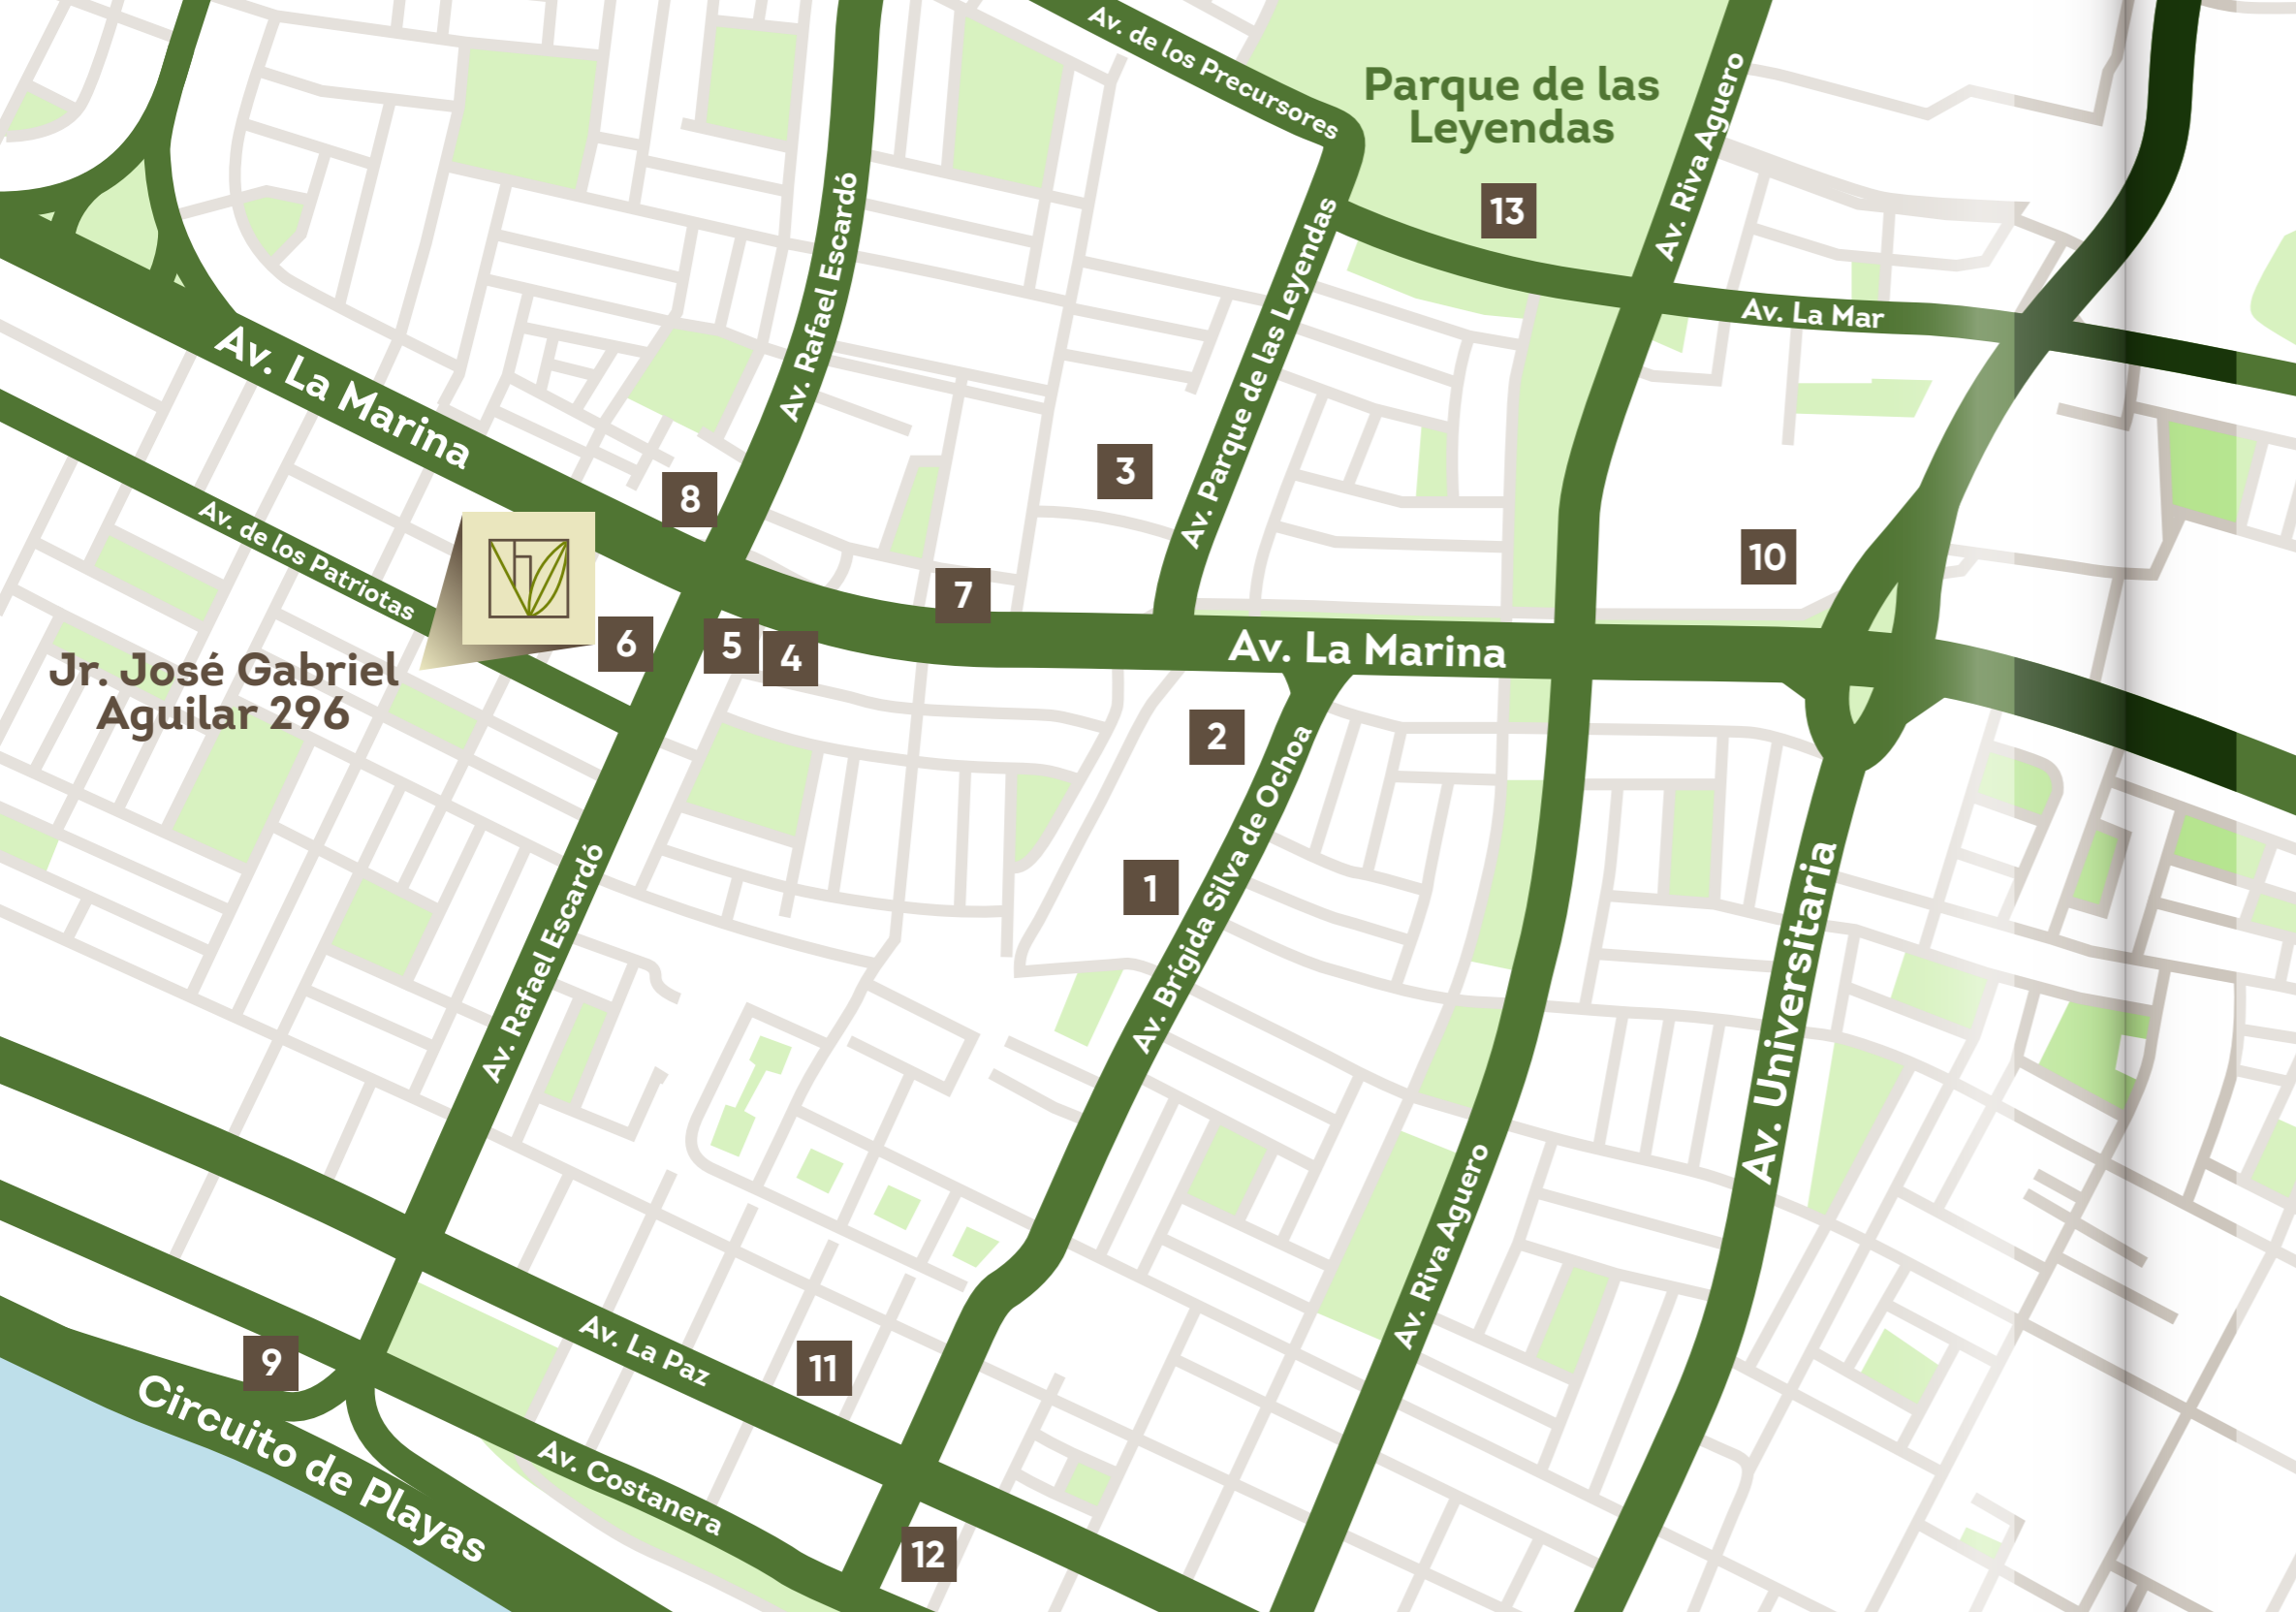 Av. de los Precursores
Parque de las
Leyendas
Av. Riva Aguero
13
Av. Rafael Escardó
Av. Parque de las Leyendas
Av. La Mar
Av. La Marina
3
8
Av. de los Patriotas
10
7
6
5
4
Av. La Marina
Jr. José Gabriel
Aguilar 296
2
Av. Brígida Silva de Ochoa
1
Av. Rafael Escardó
Av. Universitaria
Av. Riva Aguero
9
Av. La Paz
11
Circuito de Playas
Av. Costanera
12